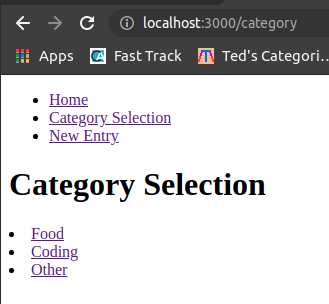 localhost:3000/category
Apps Fast Track Ted's Categori...
Home
Category Selection
New Entry
Category Selection
Food
Coding
Other